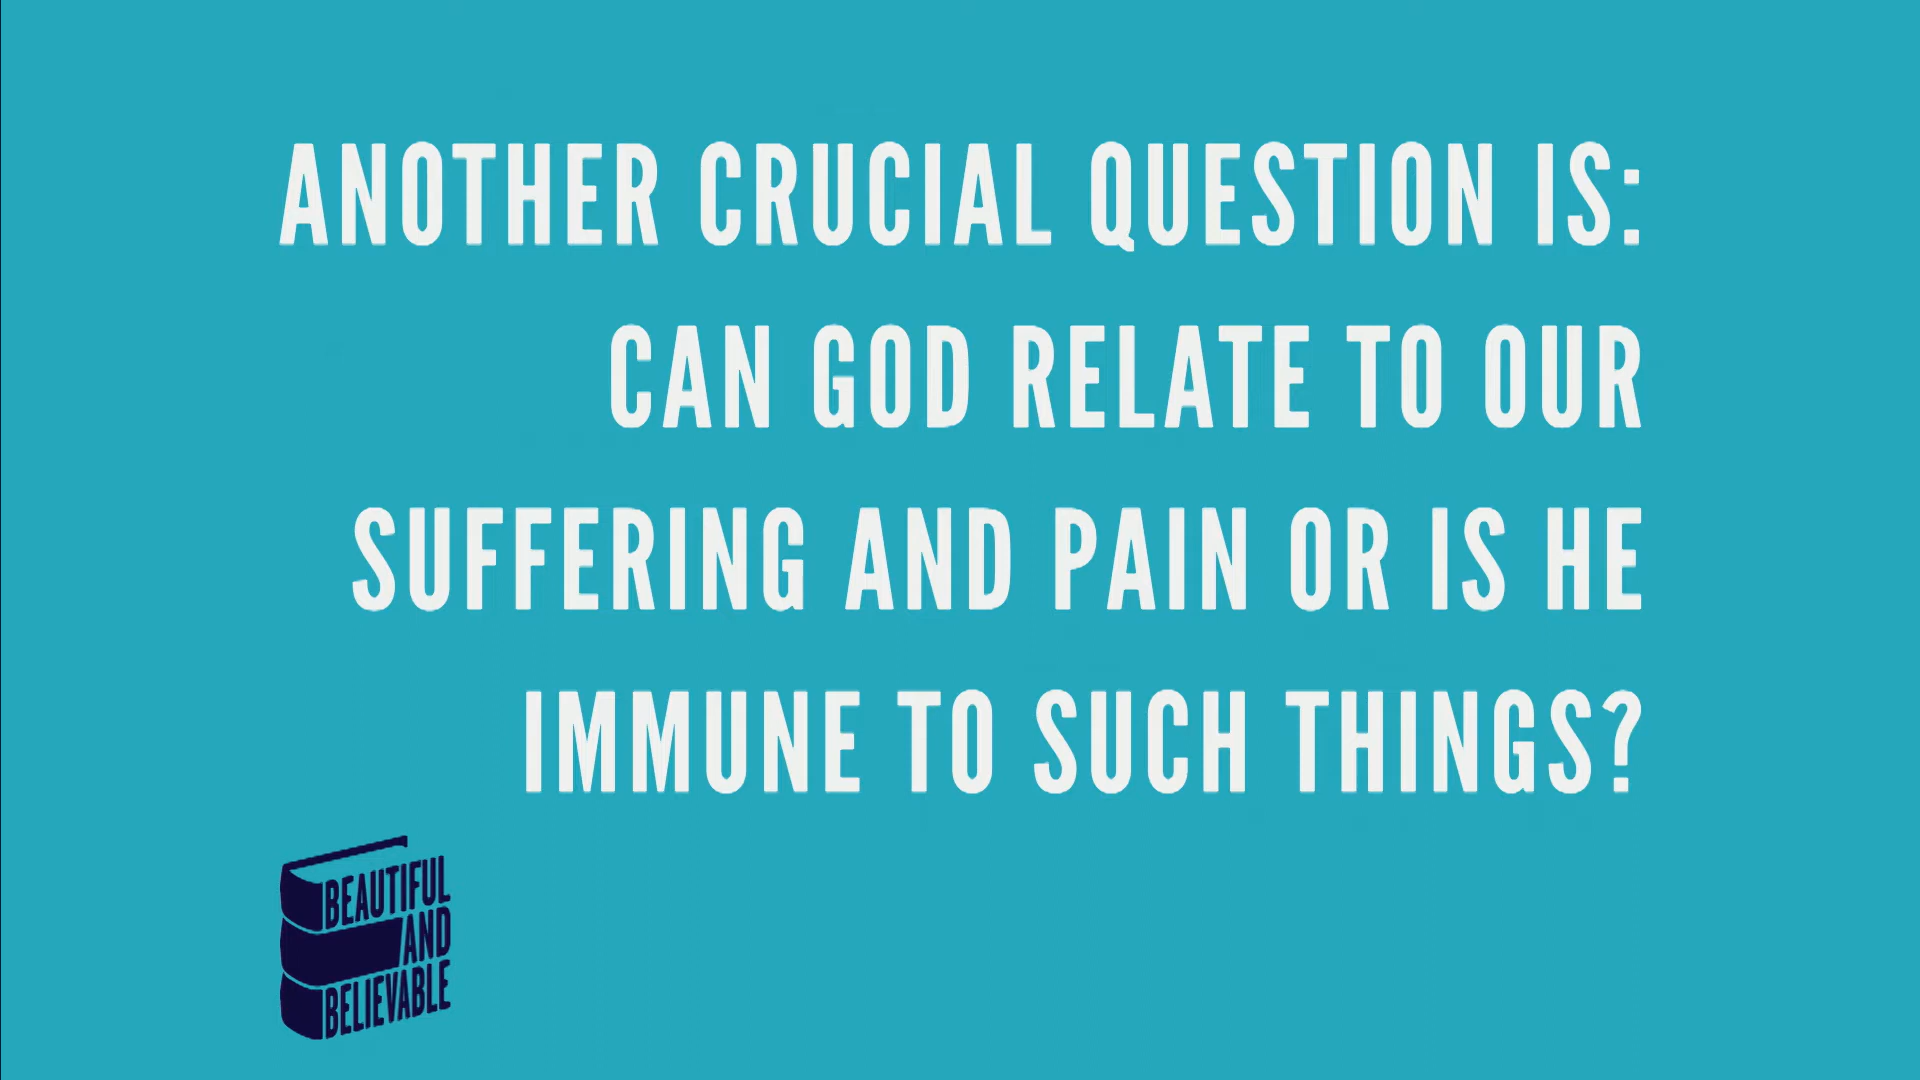 ANOTHER CRUCIAL QUESTION IS:
CAN GOD RELATE TO OUR
SUFFERING AND PAIN OR IS HE
IMMUNE TO SUCH THINGS?
BEAUTIFUL
AND
BELIEVABLE